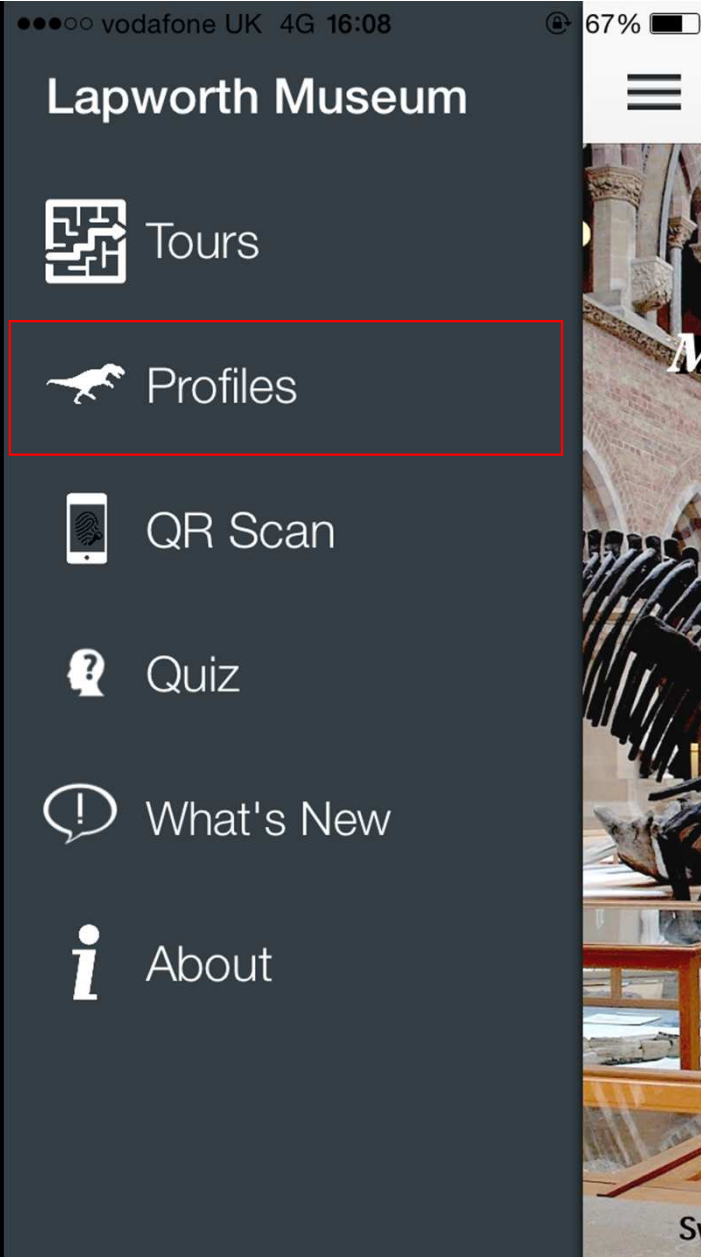 vodafone UK 4G 16:08 67%
Lapworth Museum
Tours
Profiles
QR Scan
Quiz
What's New
About